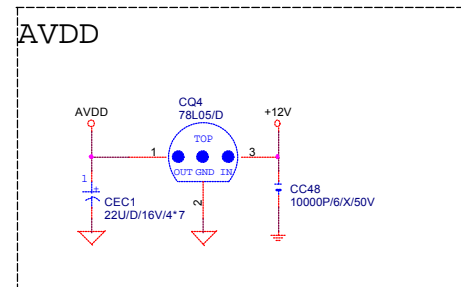 AVDD
AVDD
CQ4
78L05/D
+12V
TOP
1
3
OUT GND IN
1
+
2
CEC1
22U/D/16V/4*7
CC48
10000P/6/X/50V